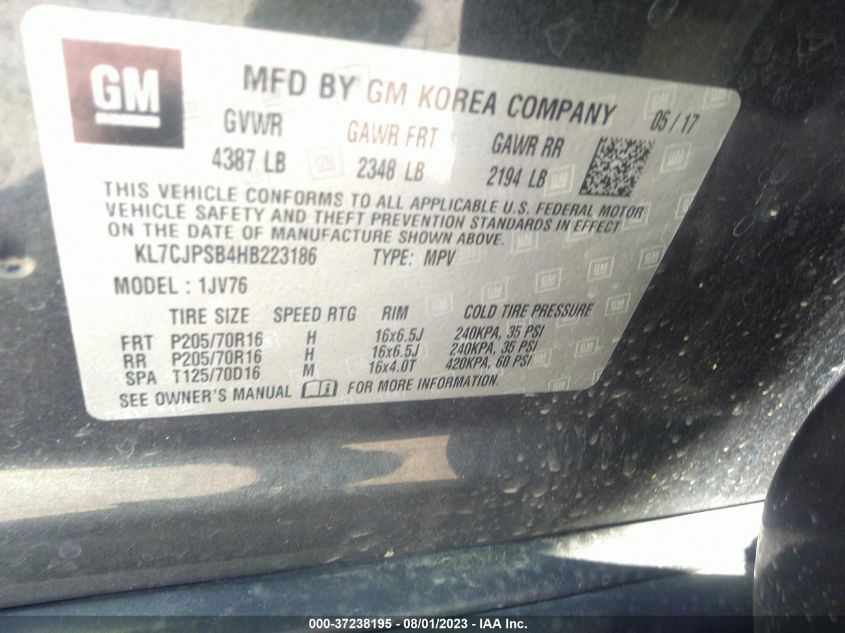 GM
MFD BY GM KOREA COMPANY 05/17
GVWR GAWR FRT GAWR RR
4387 LB 2348 LB 2194 LB
THIS VEHICLE CONFORMS TO ALL APPLICABLE U.S. FEDERAL MOTOR
VEHICLE SAFETY AND THEFT PREVENTION STANDARDS IN EFFECT
ON THE DATE OF MANUFACTURE SHOWN ABOVE.
KL7CJPSB4HB223186 TYPE: MPV
MODEL : 1JV76
TIRE SIZE SPEED RTG RIM COLD TIRE PRESSURE
FRT P205/70R16 H 16x6.5J 240KPA, 35 PSI
RR P205/70R16 H 16x6.5J 240KPA, 35 PSI
SPA T125/70D16 M 16x4.0T 420KPA, 60 PSI
SEE OWNER'S MANUAL FOR MORE INFORMATION.
000-37238195 - 08/01/2023 - IAA Inc.